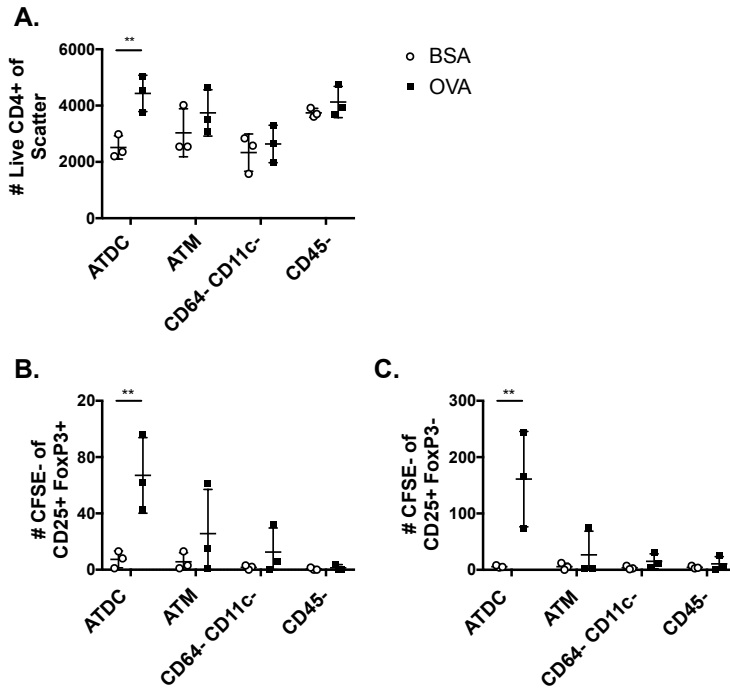 A.
**
6000
4000
2000
0
# Live CD4+ of
Scatter
ATDC
ATM
CD64- CD11c-
CD45-
BSA
OVA
B.
**
20
80
40
0
# CFSE- of
CD25+ FoxP3+
ATDC
ATM
CD64- CD11c-
CD45-
C.
**
300
200
100
0
# CFSE- of
CD25+ FoxP3-
ATDC
ATM
CD64- CD11c-
CD45-